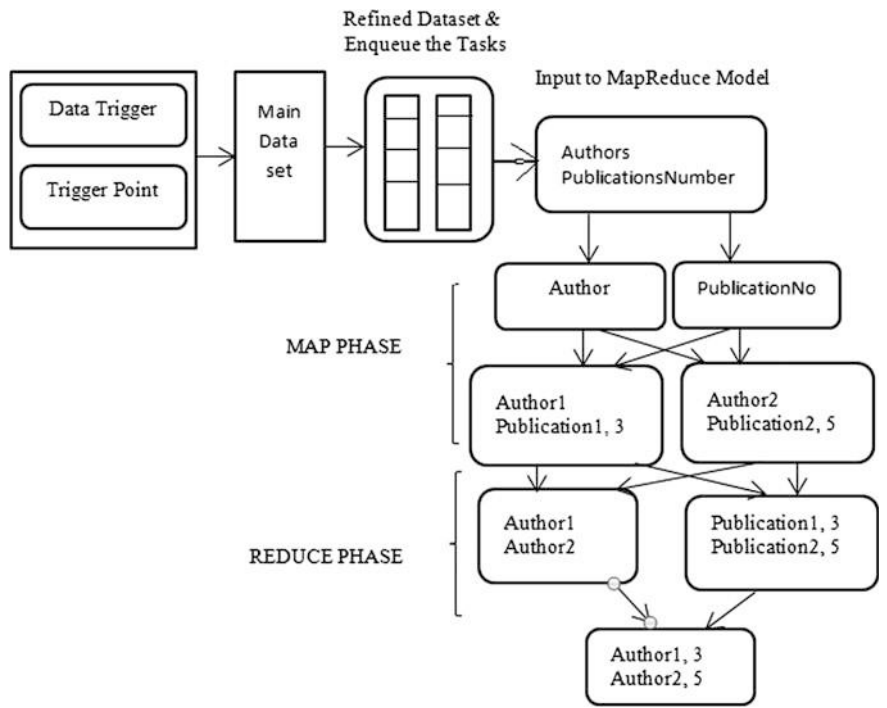 Refined Dataset &
Enqueue the Tasks
Input to MapReduce Model
Data Trigger
Trigger Point
Main
Data
set
Authors
PublicationsNumber
Author
PublicationNo
MAP PHASE
Author1
Publication1, 3
Author2
Publication2, 5
REDUCE PHASE
Author1
Author2
Publication1, 3
Publication2, 5
Author1, 3
Author2, 5